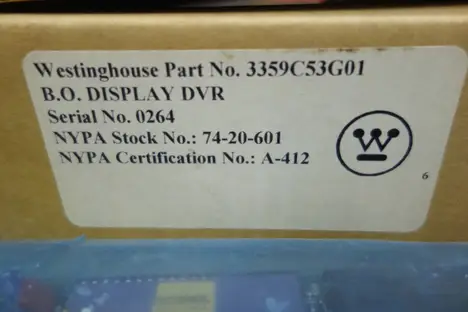 Westinghouse Part No. 3359C53G01
B.O. DISPLAY DVR
Serial No. 0264
NYPA Stock No.: 74-20-601
NYPA Certification No.: A-412
W
6